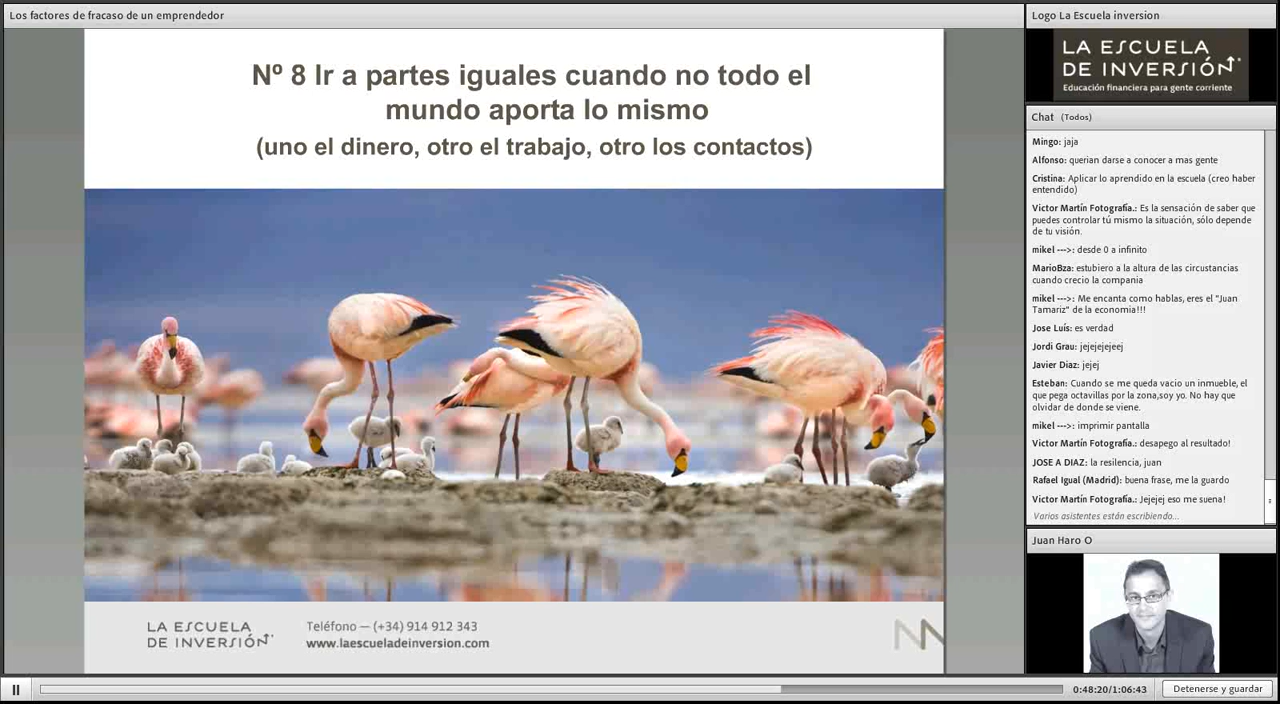 Los factores de fracaso de un emprendedor
Nº 8 Ir a partes iguales cuando no todo el
mundo aporta lo mismo
(uno el dinero, otro el trabajo, otro los contactos)
LA ESCUELA
DE INVERSIÓN
Teléfono — (+34) 914 912 343
www.laescueladeinversion.com
Logo La Escuela inversion
LA ESCUELA
DE INVERSIÓN
Educación financiera para gente corriente
Chat (Todos)
Mingo: jaja
Alfonso: querian darse a conocer a mas gente
Cristina: Aplicar lo aprendido en la escuela (creo haber
entendido)
Victor Martín Fotografía.: Es la sensación de saber que
puedes controlar tú mismo la situación, sólo depende
de tu visión.
mikel --->: desde 0 a infinito
MarioBza: estubiero a la altura de las circustancias
cuando crecio la compania
mikel --->: Me encanta como hablas, eres el "Juan
Tamariz" de la economia!!!
Jose Luís: es verdad
Jordi Grau: jejejejejeej
Javier Diaz: jejej
Esteban: Cuando se me queda vacio un inmueble, el
que pega octavillas por la zona,soy yo. No hay que
olvidar de donde se viene.
mikel --->: imprimir pantalla
Victor Martín Fotografía.: desapego al resultado!
JOSE A DIAZ: la resilencia, juan
Rafael Igual (Madrid): buena frase, me la guardo
Victor Martín Fotografía.: Jejejej eso me suena!
Varios asistentes están escribiendo...
Juan Haro O
0:48:20/1:06:43
Detenerse y guardar